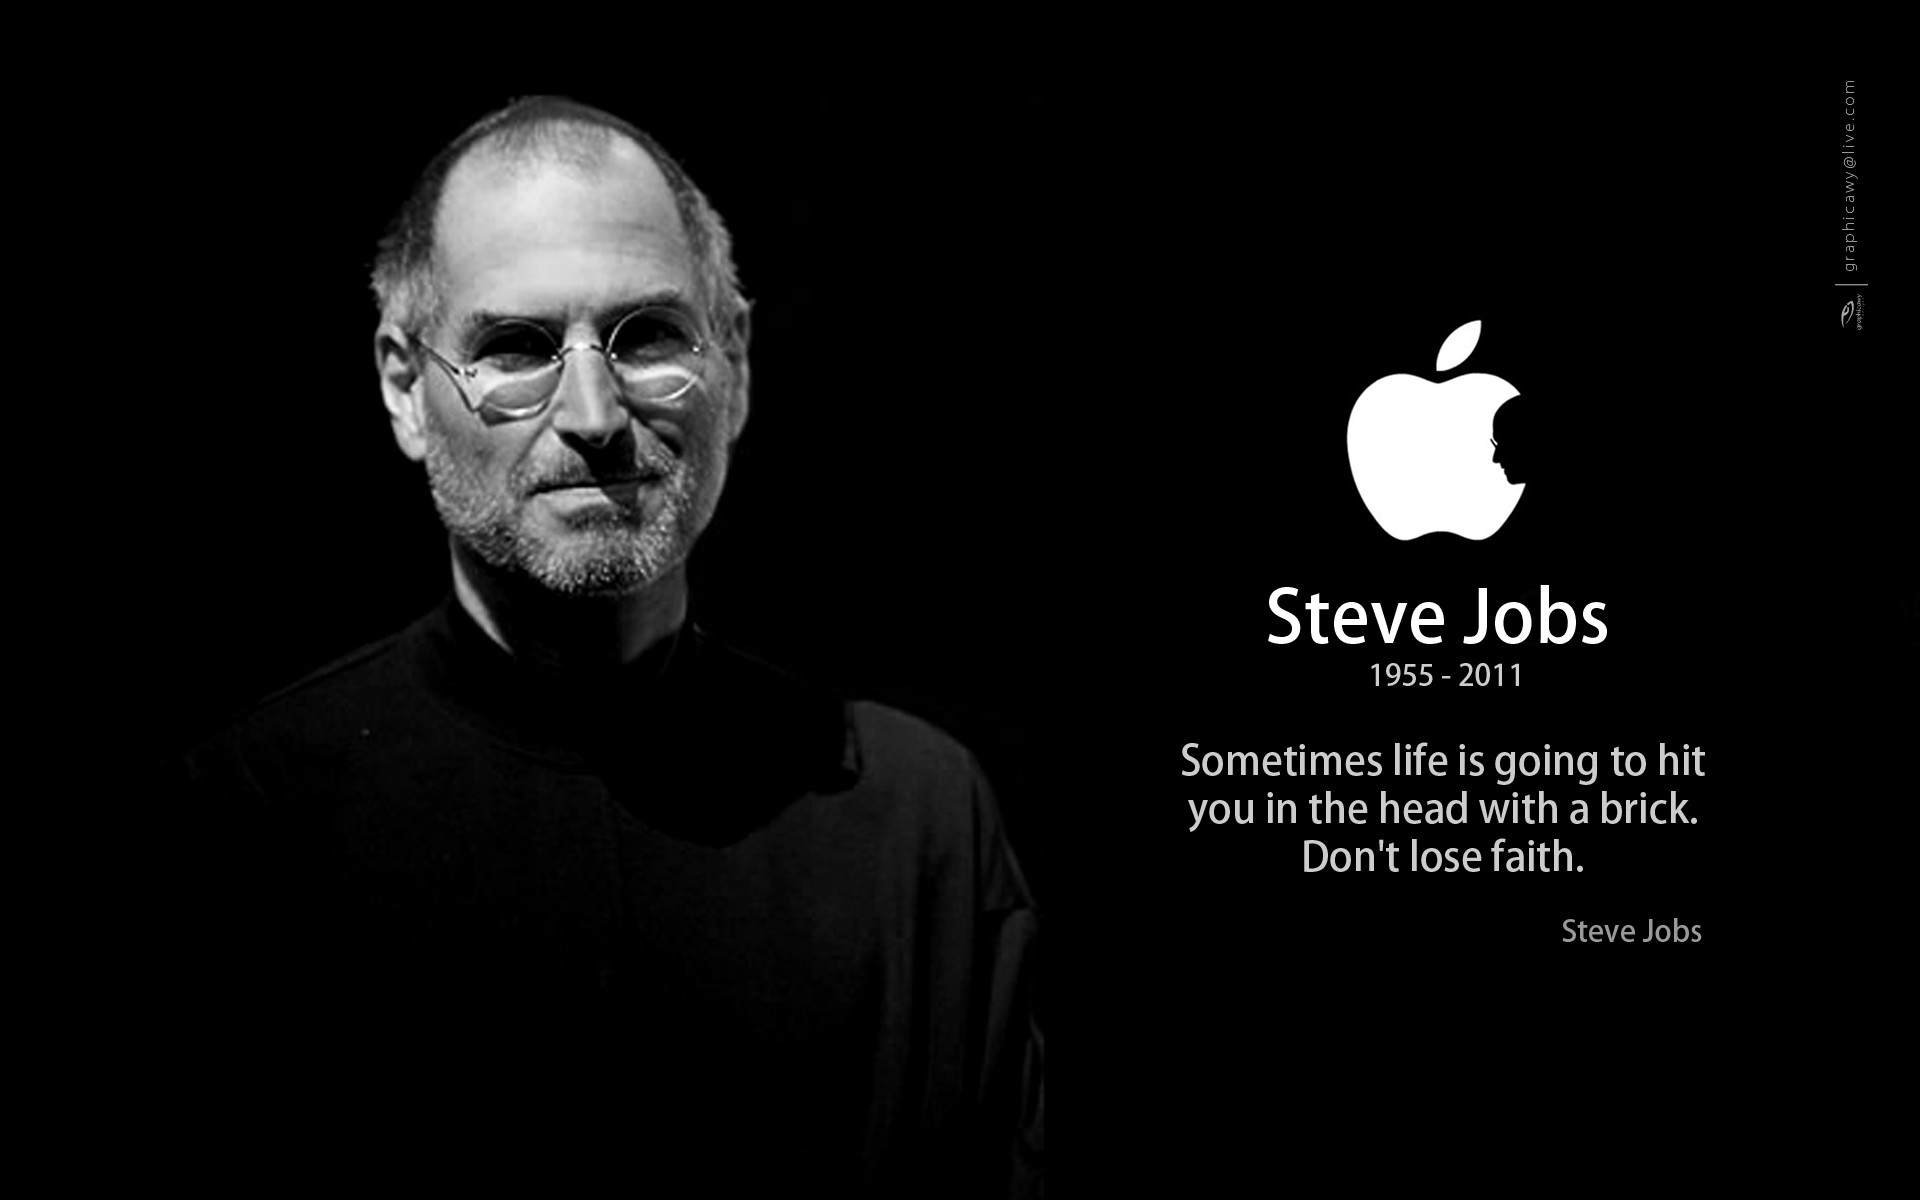 Steve Jobs
1955 - 2011
Sometimes life is going to hit
you in the head with a brick.
Don't lose faith.
Steve Jobs
graphicawy@live.com
graphicawy